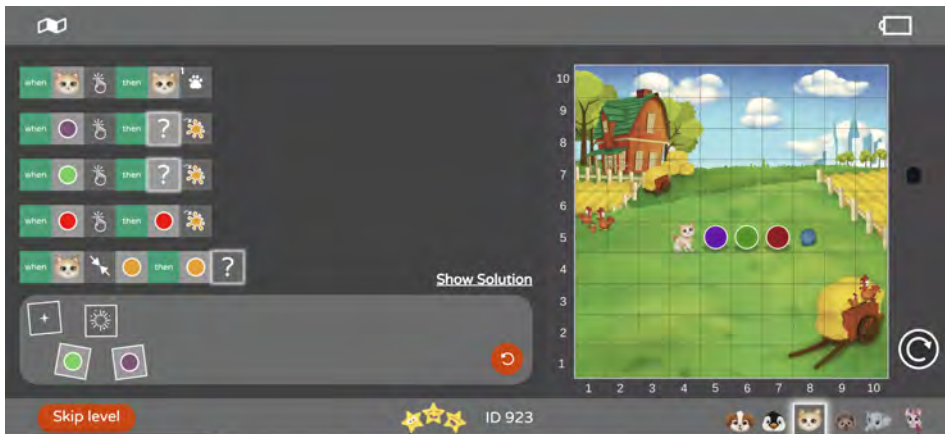 when then 1
when then ?
when then ?
when then
when then ?
Show Solution
Skip level
ID 923
10
9
8
7
6
5
4
3
2
1
1 2 3 4 5 6 7 8 9 10